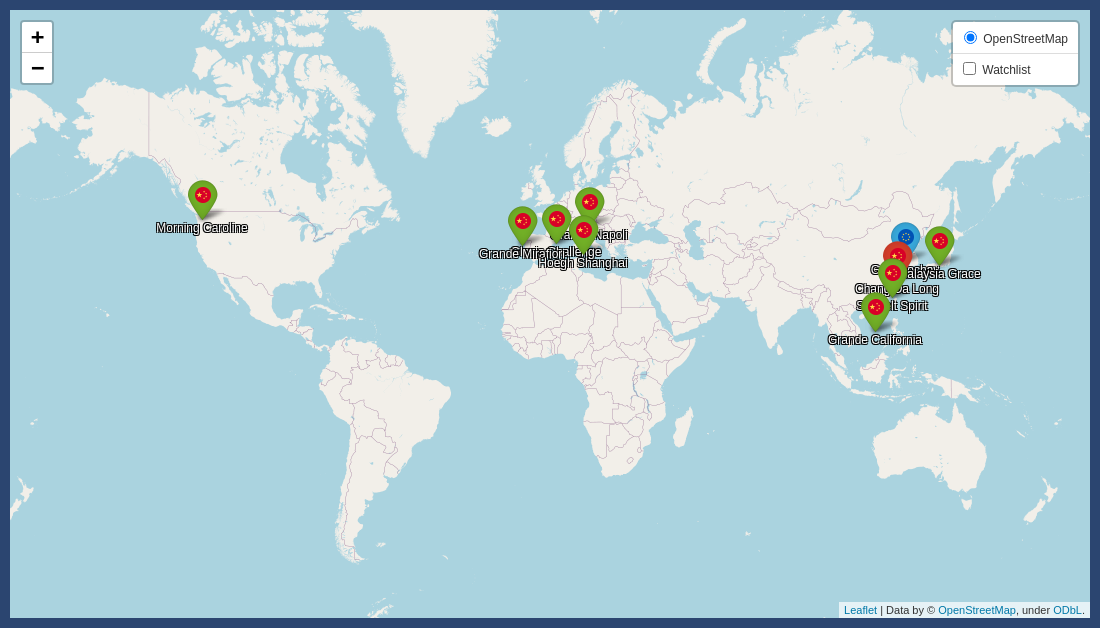 +
−
OpenStreetMap
Watchlist
Morning Caroline
Napoli
Challenge
Grande Mirafiori
Hoegh Shanghai
Malaysia Grace
Chang Da Long
Spirit
Grande California
Leaflet | Data by © OpenStreetMap, under ODbL.